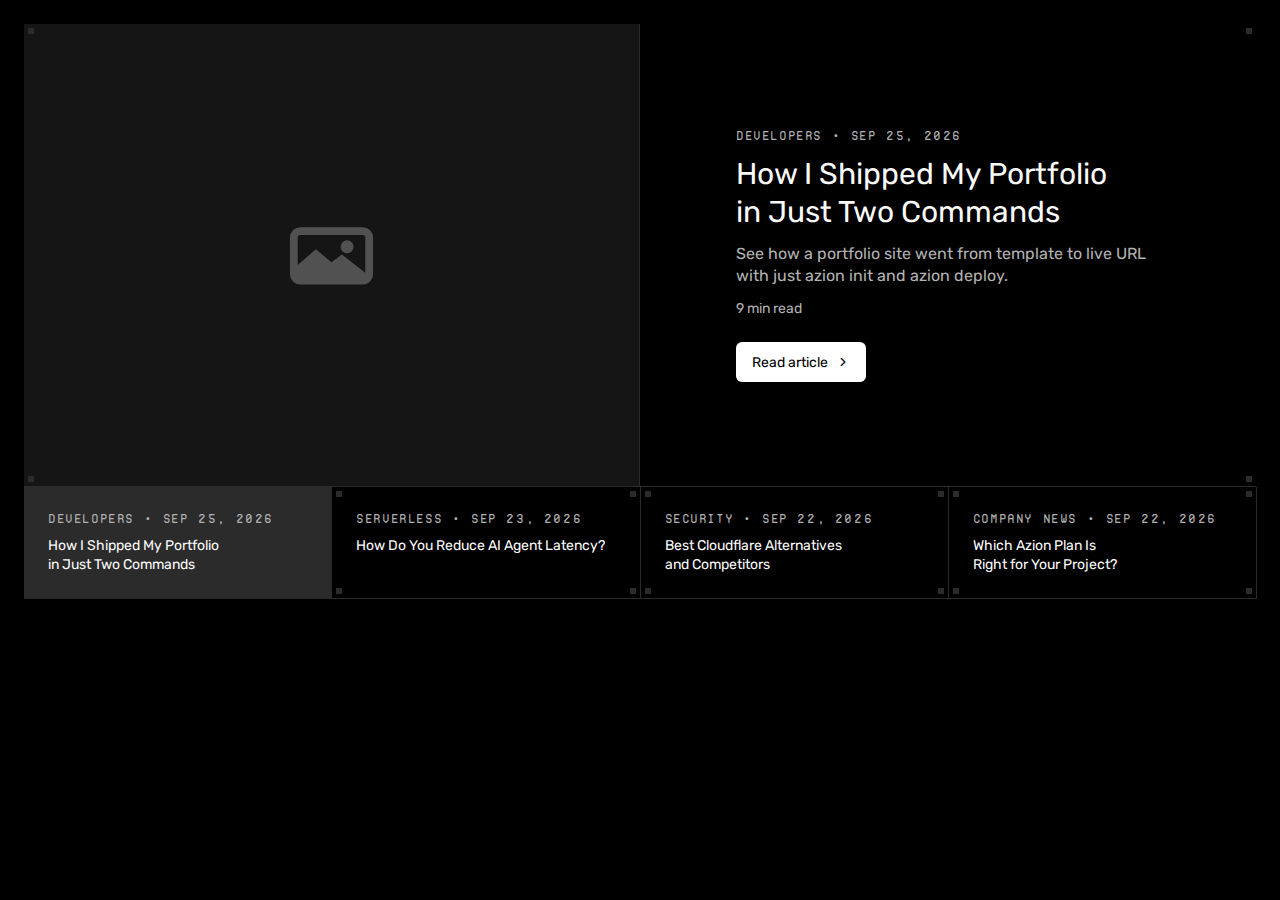 DEVELOPERS • SEP 25, 2026
How I Shipped My Portfolio
in Just Two Commands
See how a portfolio site went from template to live URL
with just azion init and azion deploy.
9 min read
Read article
DEVELOPERS • SEP 25, 2026
How I Shipped My Portfolio
in Just Two Commands
SERVERLESS • SEP 23, 2026
How Do You Reduce AI Agent Latency?
SECURITY • SEP 22, 2026
Best Cloudflare Alternatives
and Competitors
COMPANY NEWS • SEP 22, 2026
Which Azion Plan Is
Right for Your Project?